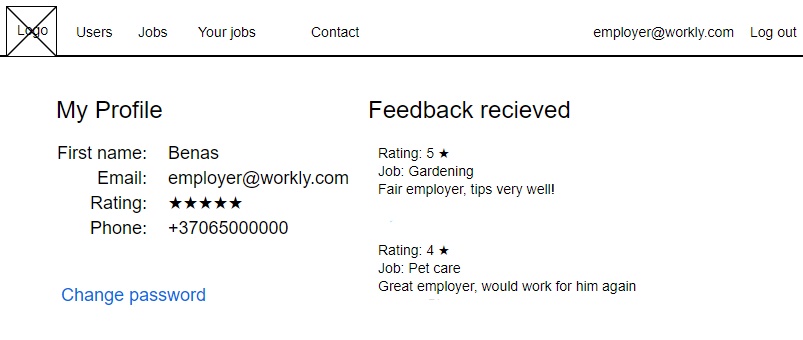 Logo Users Jobs Your jobs Contact employer@workly.com Log out
My Profile
First name: Benas
Email: employer@workly.com
Rating: ★★★★★
Phone: +37065000000
Change password
Feedback recieved
Rating: 5 ★
Job: Gardening
Fair employer, tips very well!
Rating: 4 ★
Job: Pet care
Great employer, would work for him again